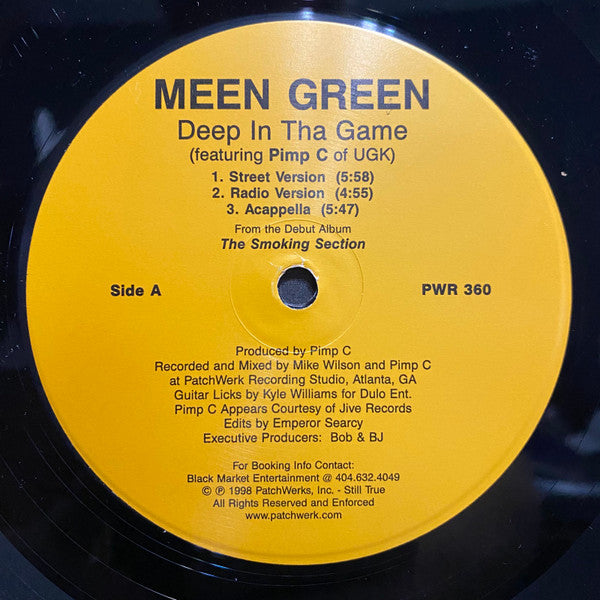 MEEN GREEN
Deep In Tha Game
(featuring Pimp C of UGK)
1. Street Version (5:58)
2. Radio Version (4:55)
3. Acappella (5:47)
From the Debut Album
The Smoking Section
Side A
PWR 360
Produced by Pimp C
Recorded and Mixed by Mike Wilson and Pimp C
at PatchWerk Recording Studio, Atlanta, GA
Guitar Licks by Kyle Williams for Dulo Ent.
Pimp C Appears Courtesy of Jive Records
Edits by Emperor Searcy
Executive Producers: Bob & BJ
For Booking Info Contact:
Black Market Entertainment @ 404.632.4049
© ℗ 1998 PatchWerks, Inc. - Still True
All Rights Reserved and Enforced
www.patchwerk.com